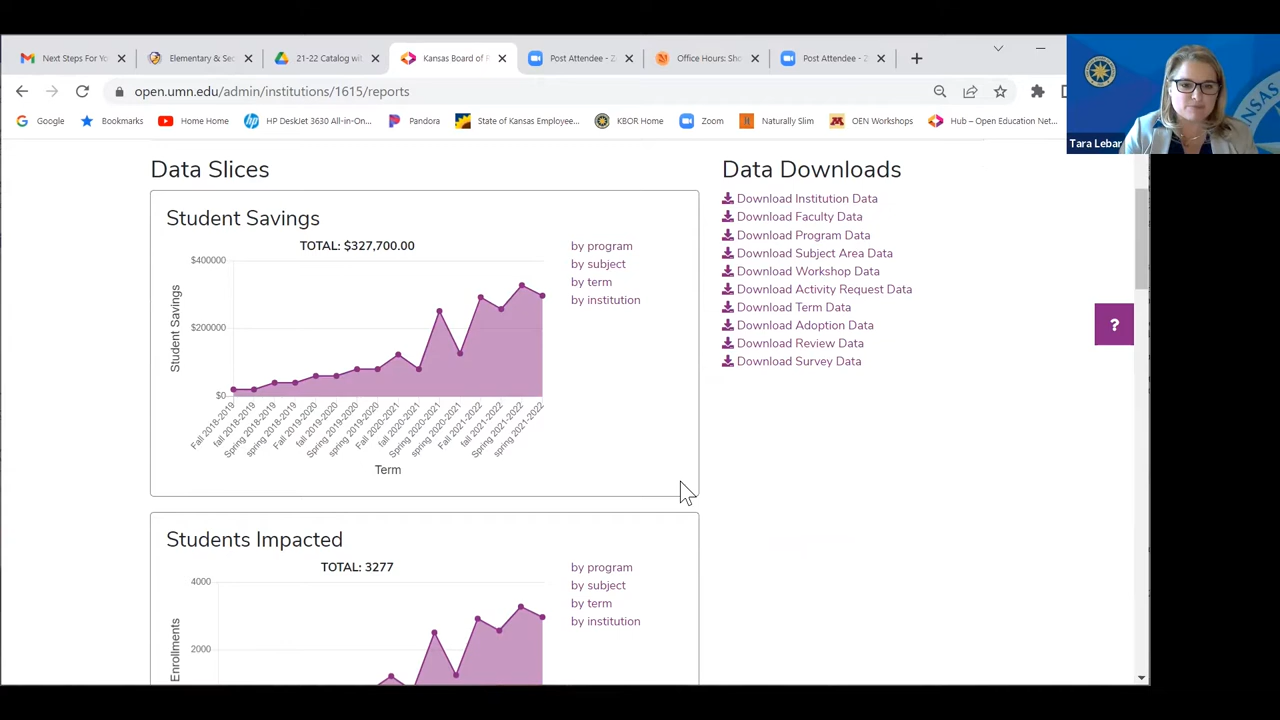 Next Steps For Yo
Elementary & Sec
21-22 Catalog wit
Kansas Board of F
Post Attendee - Z
Office Hours: Sho
Post Attendee - Z
open.umn.edu/admin/institutions/1615/reports
Google
Bookmarks
Home Home
HP DeskJet 3630 All-in-On...
Pandora
State of Kansas Employee...
KBOR Home
Zoom
Naturally Slim
OEN Workshops
Hub – Open Education Net...
Tara Lebar
Data Slices
Student Savings
TOTAL: $327,700.00
by program
by subject
by term
by institution
$400000
$200000
$0
Student Savings
Fall 2018-2019
fall 2018-2019
Spring 2018-2019
spring 2018-2019
Fall 2019-2020
fall 2019-2020
Spring 2019-2020
spring 2019-2020
Fall 2020-2021
fall 2020-2021
Spring 2020-2021
spring 2020-2021
Fall 2021-2022
fall 2021-2022
Spring 2021-2022
spring 2021-2022
Term
Students Impacted
TOTAL: 3277
by program
by subject
by term
by institution
4000
2000
Enrollments
Data Downloads
Download Institution Data
Download Faculty Data
Download Program Data
Download Subject Area Data
Download Workshop Data
Download Activity Request Data
Download Term Data
Download Adoption Data
Download Review Data
Download Survey Data
?